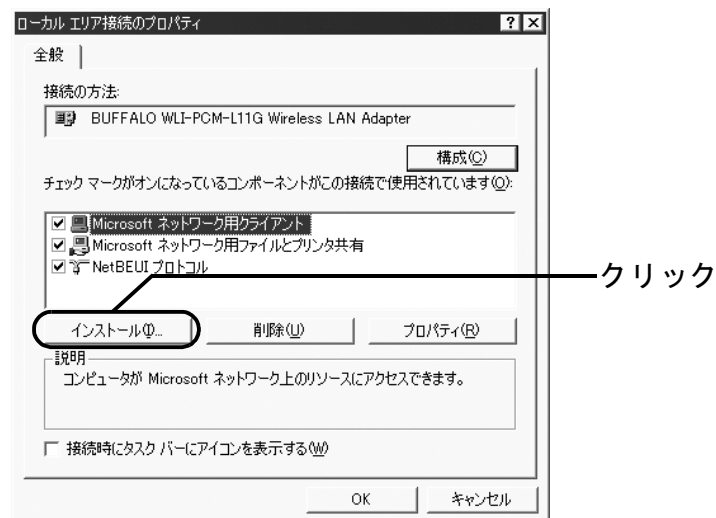 ローカル エリア接続のプロパティ
全般
接続の方法:
BUFFALO WLI-PCM-L11G Wireless LAN Adapter
構成(C)
チェック マークがオンになっているコンポーネントがこの接続で使用されています(O):
Microsoft ネットワーク用クライアント
Microsoft ネットワーク用ファイルとプリンタ共有
NetBEUI プロトコル
クリック
インストール(I)... 削除(U) プロパティ(R)
説明
コンピュータが Microsoft ネットワーク上のリソースにアクセスできます。
接続時にタスク バーにアイコンを表示する(W)
OK キャンセル